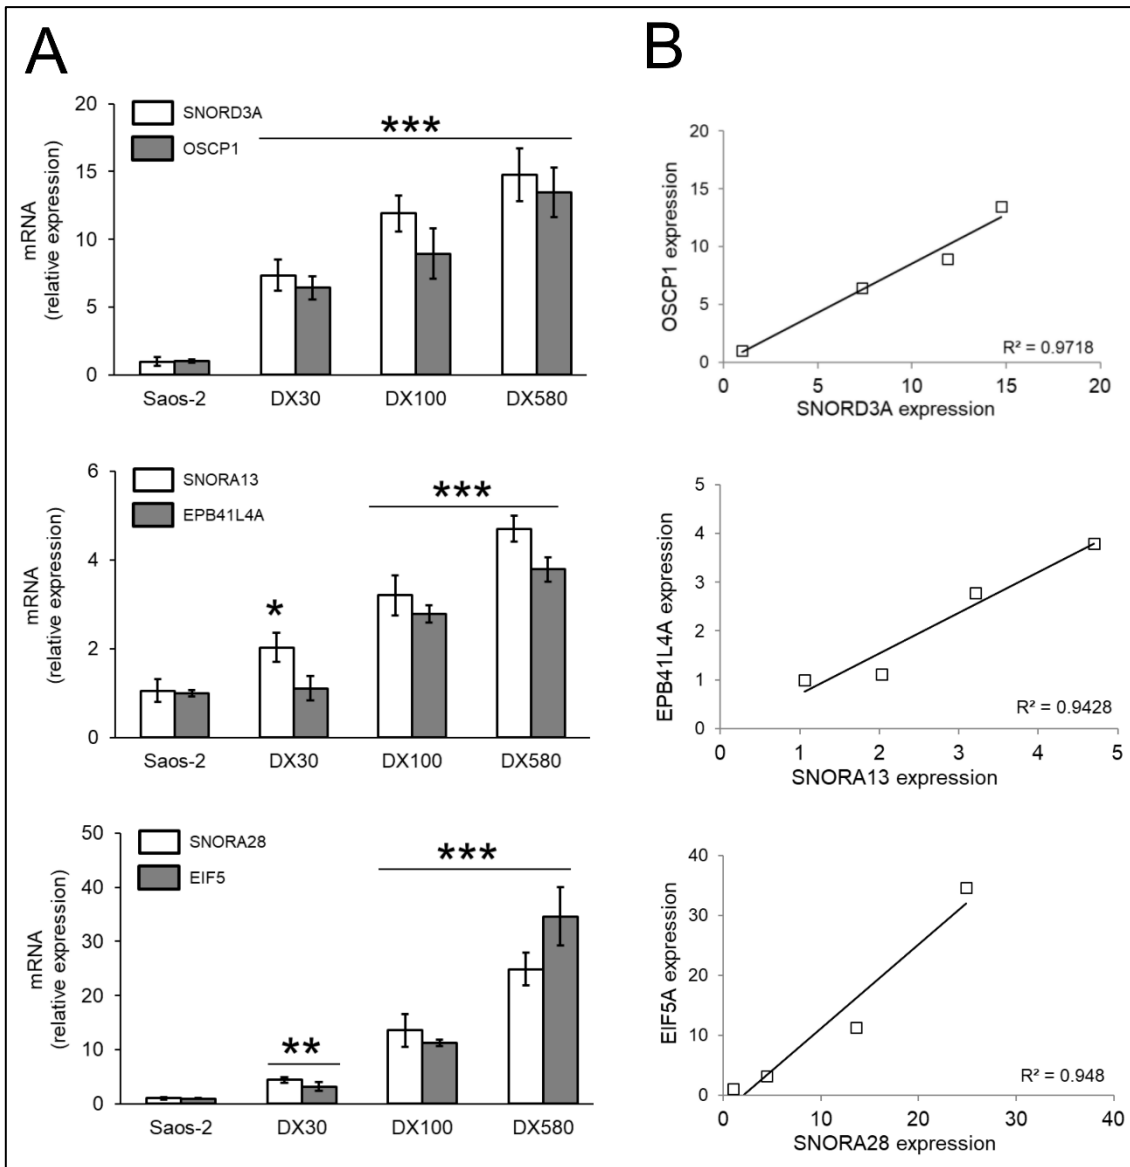 A
20
15
10
5
0
mRNA
(relative expression)
SNORD3A
OSCP1
***
Saos-2 DX30 DX100 DX580
6
4
2
0
mRNA
(relative expression)
SNORA13
EPB41L4A
*
***
Saos-2 DX30 DX100 DX580
50
40
30
20
10
0
mRNA
(relative expression)
SNORA28
EIF5
**
***
Saos-2 DX30 DX100 DX580
B
20
15
10
5
0
OSCP1 expression
R² = 0.9718
5 10 15 20
SNORD3A expression
5
4
3
2
1
0
EPB41L4A expression
R² = 0.9428
0 1 2 3 4 5
SNORA13 expression
40
30
20
10
0
EIF5A expression
R² = 0.948
0 10 20 30 40
SNORA28 expression